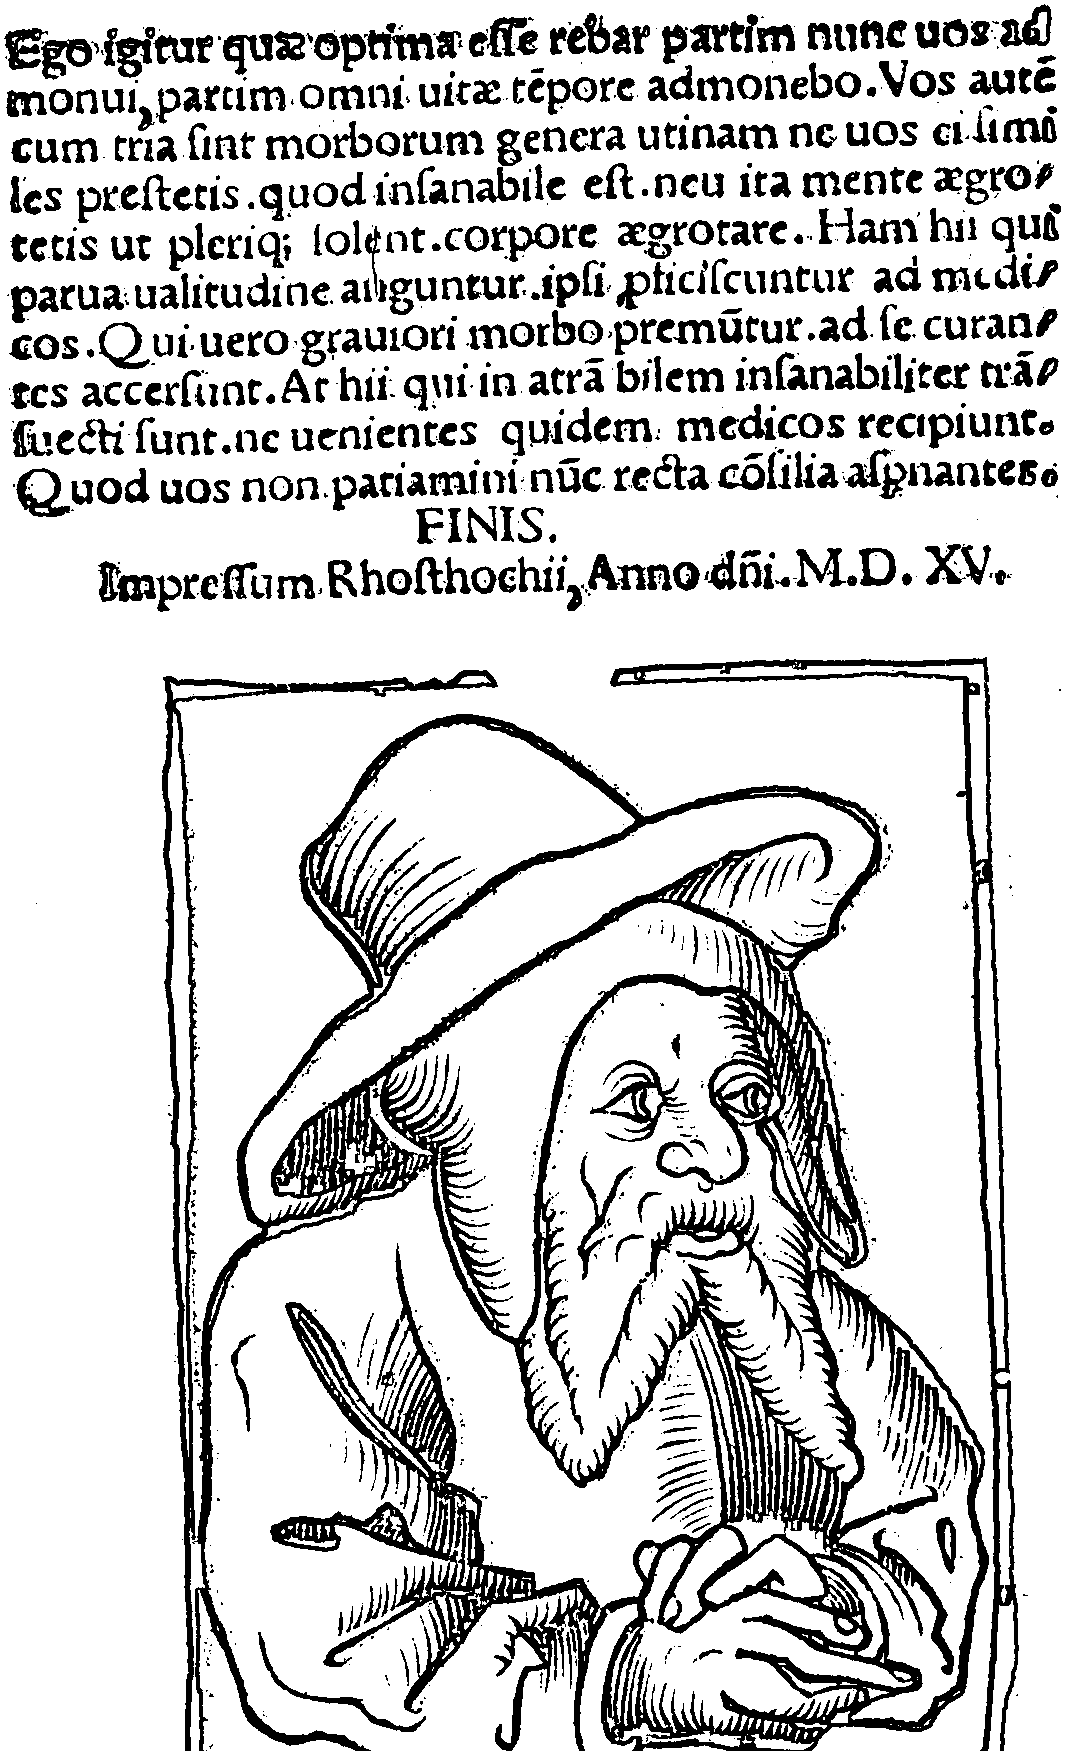 Ego igitur quæ optima eſſe rebar partim nunc uos ad
monui, partim omni uitæ tēpore admonebo. Vos autē
cum tria ſint morborum genera utinam ne uos ei ſimi
les preſtetis. quod inſanabile eſt. neu ita mente ægro⸗
tetis ut pleriq; ſolent. corpore ægrotare. Ham hii qui
parua ualitudine anguntur. ipſi ꝓficiſcuntur ad medi⸗
cos. Qui uero grauiori morbo premūtur. ad ſe curan⸗
tes accerſunt. At hii qui in atrā bilem inſanabiliter trā⸗
ſuecti ſunt. ne uenientes quidem medicos recipiunt.
Quod uos non patiamini nūc recta cōſilia aſꝑnantes.
FINIS.
Impreſſum Rhoſthochii, Anno dñi. M.D. XV.